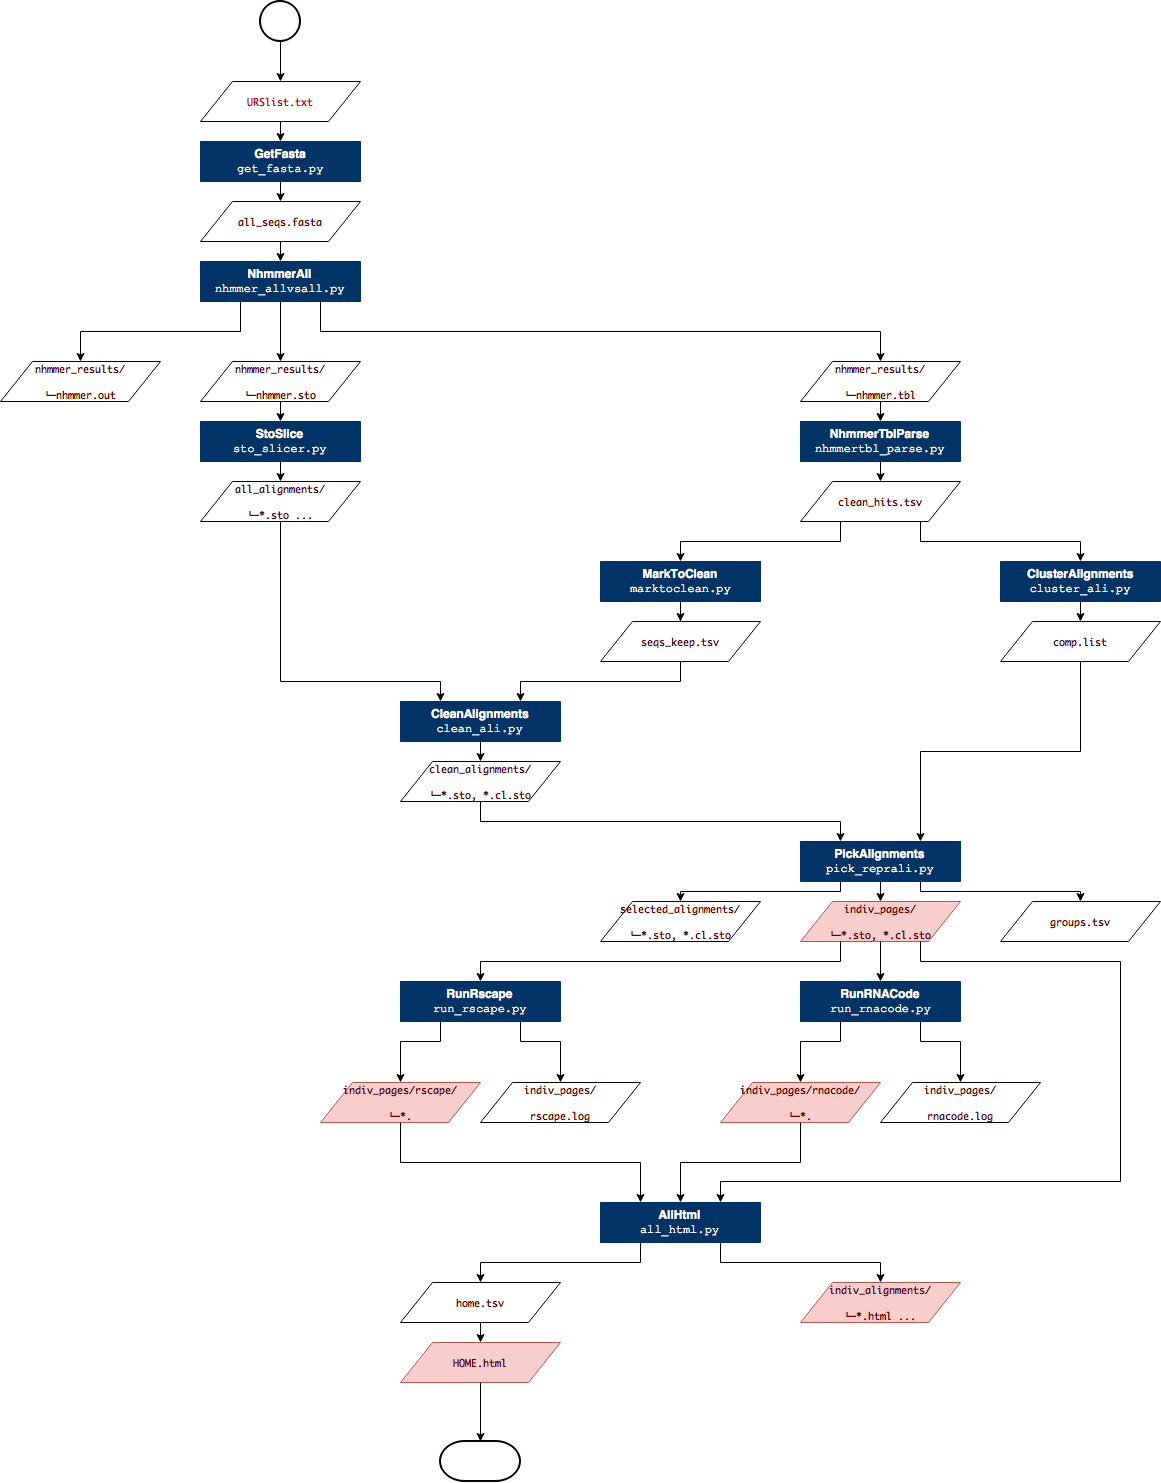 URSlist.txt
GetFasta
get_fasta.py
all_seqs.fasta
NhmmerAll
nhmmer_allvsall.py
nhmmer_results/
└─nhmmer.out
nhmmer_results/
└─nhmmer.sto
nhmmer_results/
└─nhmmer.tbl
StoSlice
sto_slicer.py
NhmmerTblParse
nhmmertbl_parse.py
all_alignments/
└─*.sto ...
clean_hits.tsv
MarkToClean
marktoclean.py
ClusterAlignments
cluster_ali.py
seqs_keep.tsv
comp.list
CleanAlignments
clean_ali.py
clean_alignments/
└─*.sto, *.cl.sto
PickAlignments
pick_reprali.py
selected_alignments/
└─*.sto, *.cl.sto
indiv_pages/
└─*.sto, *.cl.sto
groups.tsv
RunRscape
run_rscape.py
RunRNACode
run_rnacode.py
indiv_pages/rscape/
└─*.
indiv_pages/
rscape.log
indiv_pages/rnacode/
└─*.
indiv_pages/
rnacode.log
AllHtml
all_html.py
home.tsv
indiv_alignments/
└─*.html ...
HOME.html